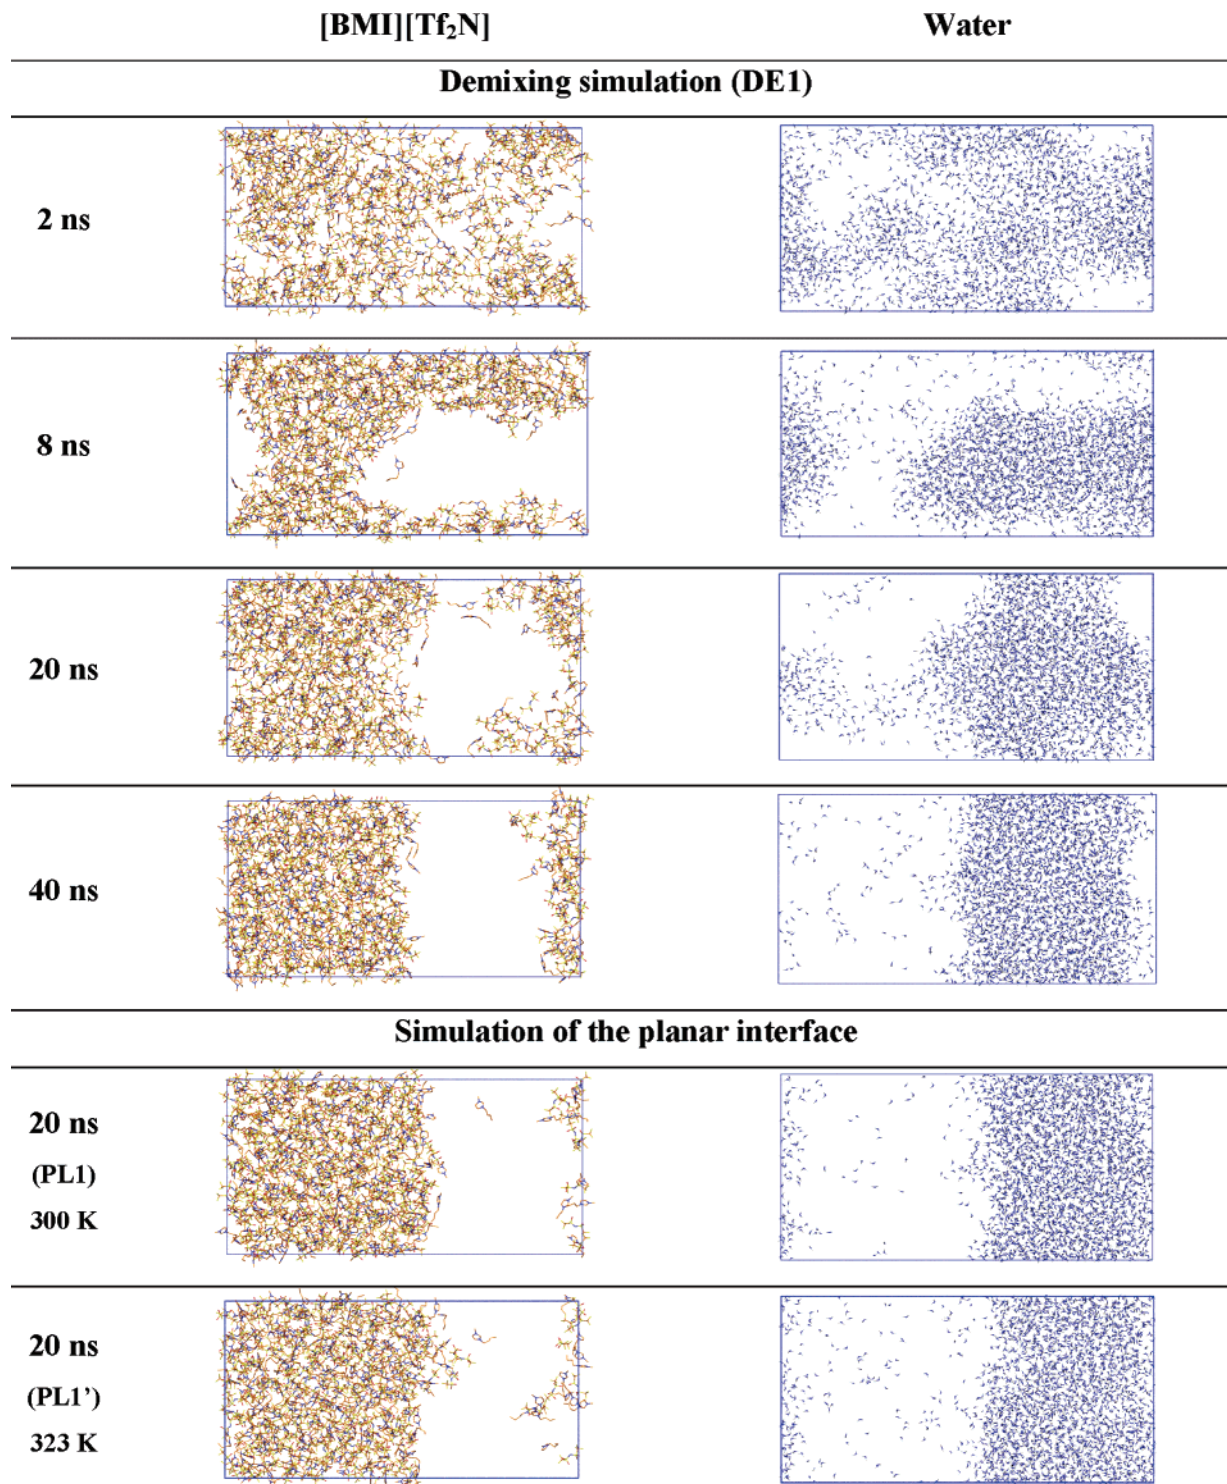 [BMI][Tf₂N] Water
Demixing simulation (DE1)
2 ns
8 ns
20 ns
40 ns
Simulation of the planar interface
20 ns
(PL1)
300 K
20 ns
(PL1’)
323 K